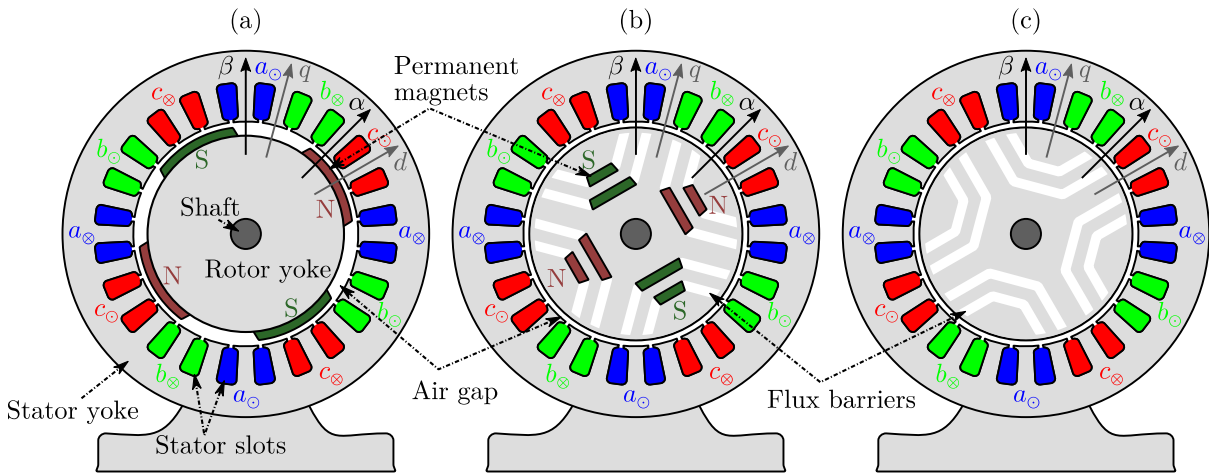 (a)
(b)
(c)
β
a⊙
q
b⊗
α
c⊙
d
a⊗
b⊙
c⊗
a⊙
b⊗
c⊙
a⊗
b⊙
c⊗
S
N
S
N
Shaft
Rotor yoke
Stator yoke
Stator slots
Permanent
magnets
Air gap
β
a⊙
q
b⊗
α
c⊙
d
a⊗
b⊙
c⊗
a⊙
b⊗
c⊙
a⊗
b⊙
c⊗
S
N
S
N
Flux barriers
β
a⊙
q
b⊗
α
c⊙
d
a⊗
b⊙
c⊗
a⊙
b⊗
c⊙
a⊗
b⊙
c⊗